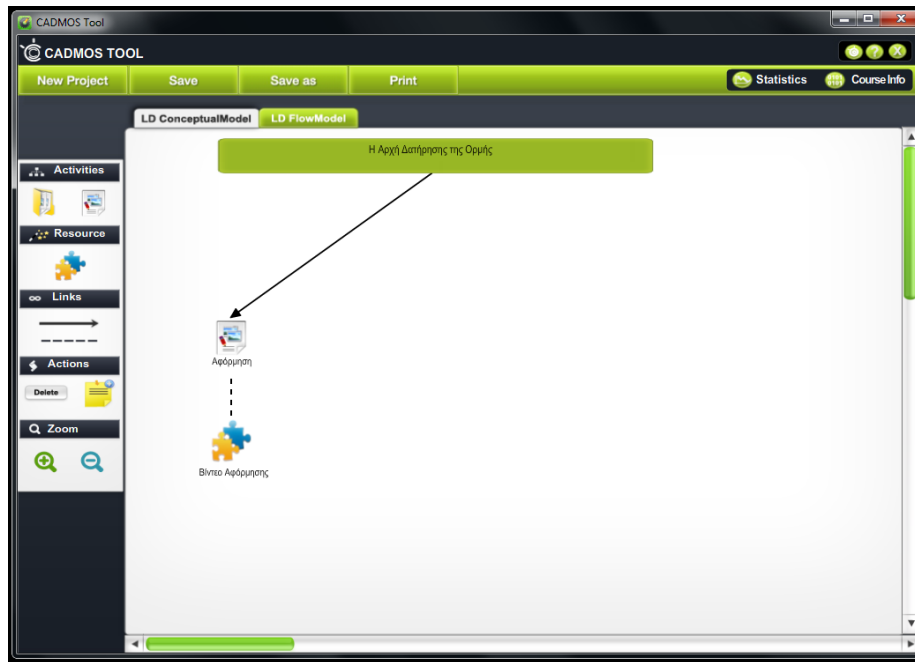 CADMOS Tool
CADMOS TOOL
New Project Save Save as Print Statistics Course Info
LD ConceptualModel LD FlowModel
Η Αρχή Διατήρησης της Ορμής
Activities
Resource
Links
Actions
Delete
Zoom
Αφόρμηση
Βίντεο Αφόρμησης